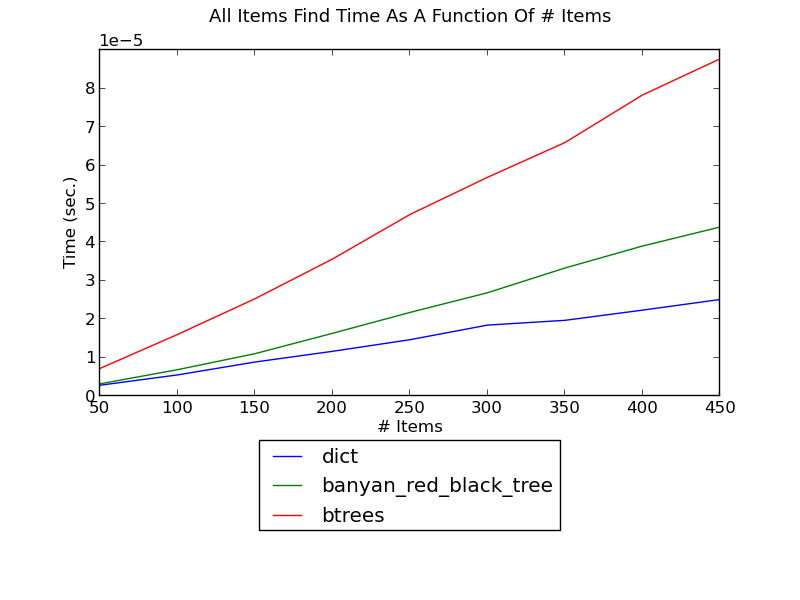 All Items Find Time As A Function Of # Items
1e−5
8
7
6
5
4
3
2
1
0
Time (sec.)
50 100 150 200 250 300 350 400 450
# Items
dict
banyan_red_black_tree
btrees